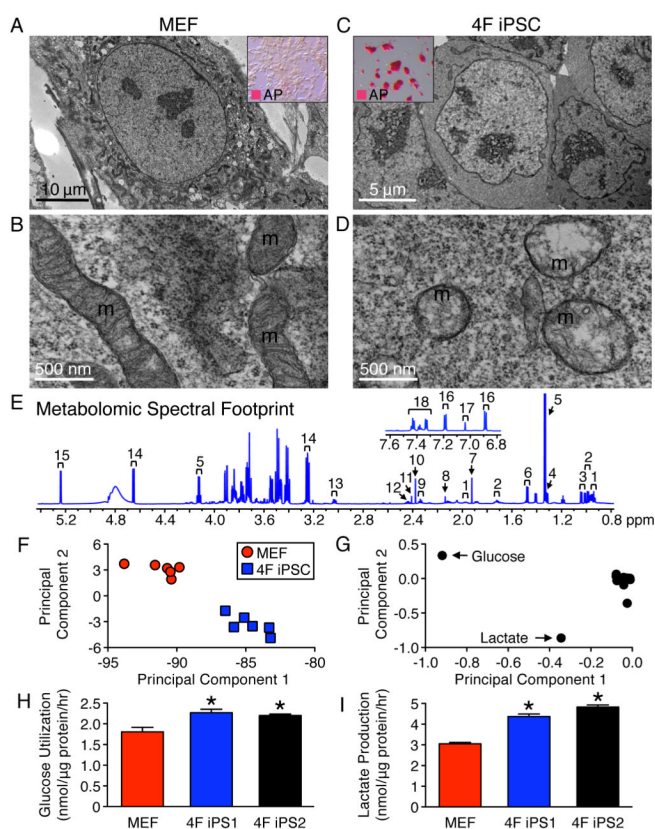 A MEF C 4F iPSC
AP AP
10 µm 5 µm
B D
m m
m m
m m
500 nm 500 nm
E Metabolomic Spectral Footprint
18 16 17 16 5
7.6 7.4 7.2 7.0 6.8
15 14 5 14 13 12 11 10 9 8 7 1 2 6 4 3 2 1
5.2 4.8 4.4 4.0 3.6 3.2 2.8 2.4 2.0 1.6 1.2 0.8 ppm
F G
MEF
4F iPSC
Principal Component 2
3
0
-3
-6
-95 -90 -85 -80
Principal Component 1
Principal Component 2
0.5
0.0
-0.5
-1.0
Glucose
Lactate
-1.0 -0.8 -0.6 -0.4 -0.2 0.0
Principal Component 1
H I
Glucose Utilization
(nmol/µg protein/hr)
2.5
2.0
1.5
1.0
0.5
0
* *
MEF 4F iPS1 4F iPS2
Lactate Production
(nmol/µg protein/hr)
5
4
3
2
1
0
* *
MEF 4F iPS1 4F iPS2